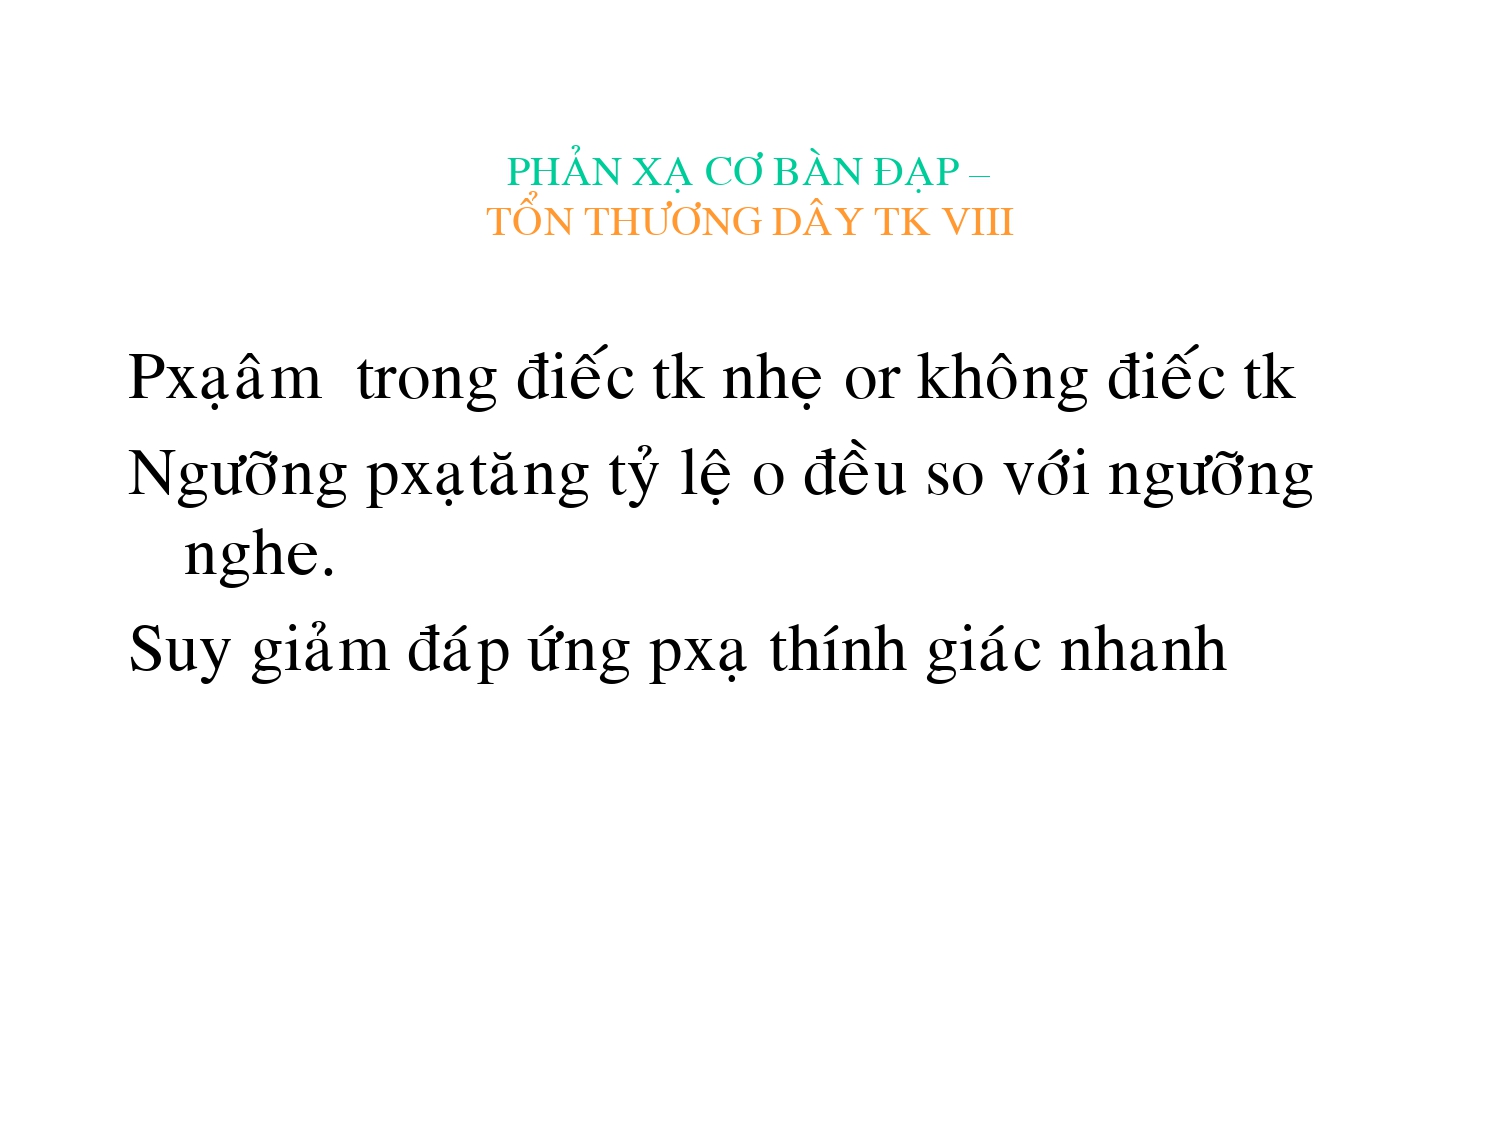 PHẢN XẠ CƠ BÀN ĐẠP –
TỔN THƯƠNG DÂY TK VIII
Pxạâm trong điếc tk nhẹ or không điếc tk
Ngưỡng pxạtăng tỷ lệ o đều so với ngưỡng
nghe.
Suy giảm đáp ứng pxạ thính giác nhanh